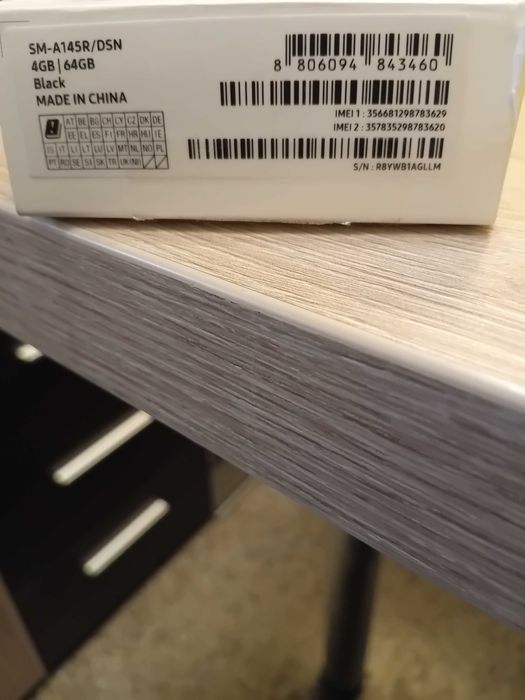 SM-A145R/DSN
4GB | 64GB
Black
MADE IN CHINA
AT BE BG CH CY CZ DK DE
EE EL ES FI FR HR HU IE
IS IT LI LT LU LV MT NL NO PL
PT RO SE SI SK TR UK(NI)
8 806094 843460
IMEI 1 : 356681298783629
IMEI 2 : 357835298783620
S/N : R8YWB1AGLLM